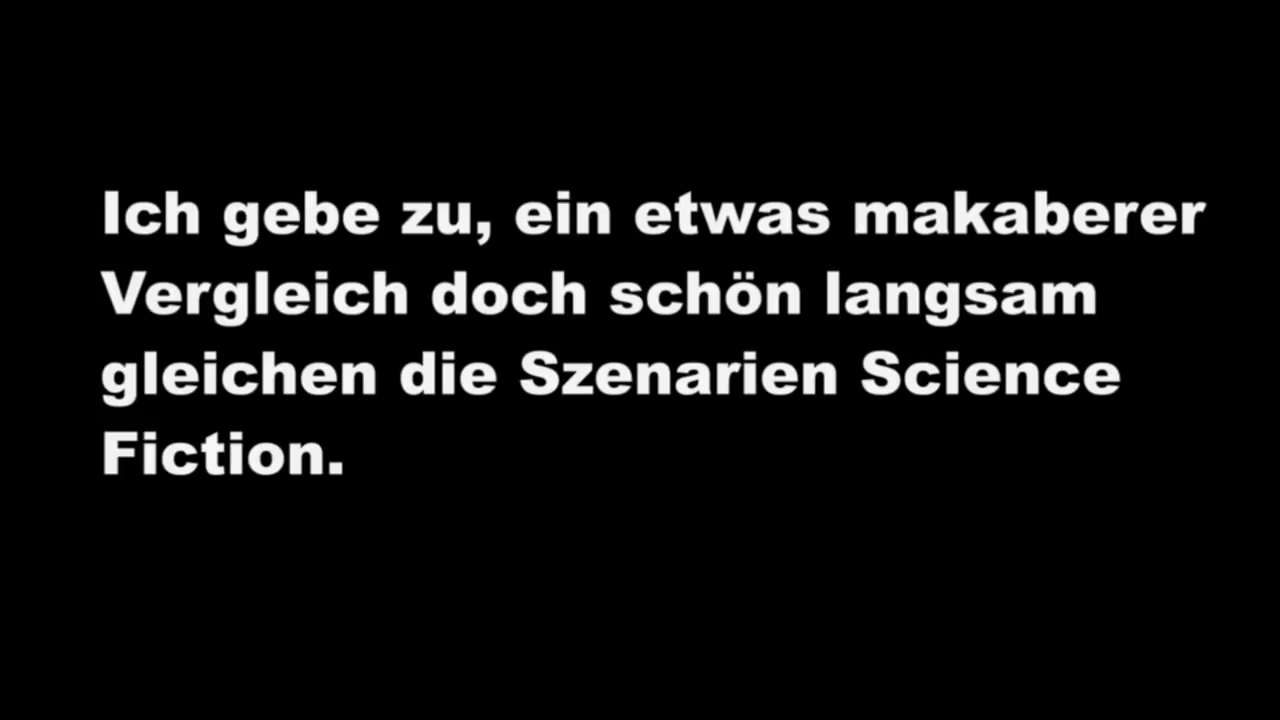 Ich gebe zu, ein etwas makaberer
Vergleich doch schön langsam
gleichen die Szenarien Science
Fiction.